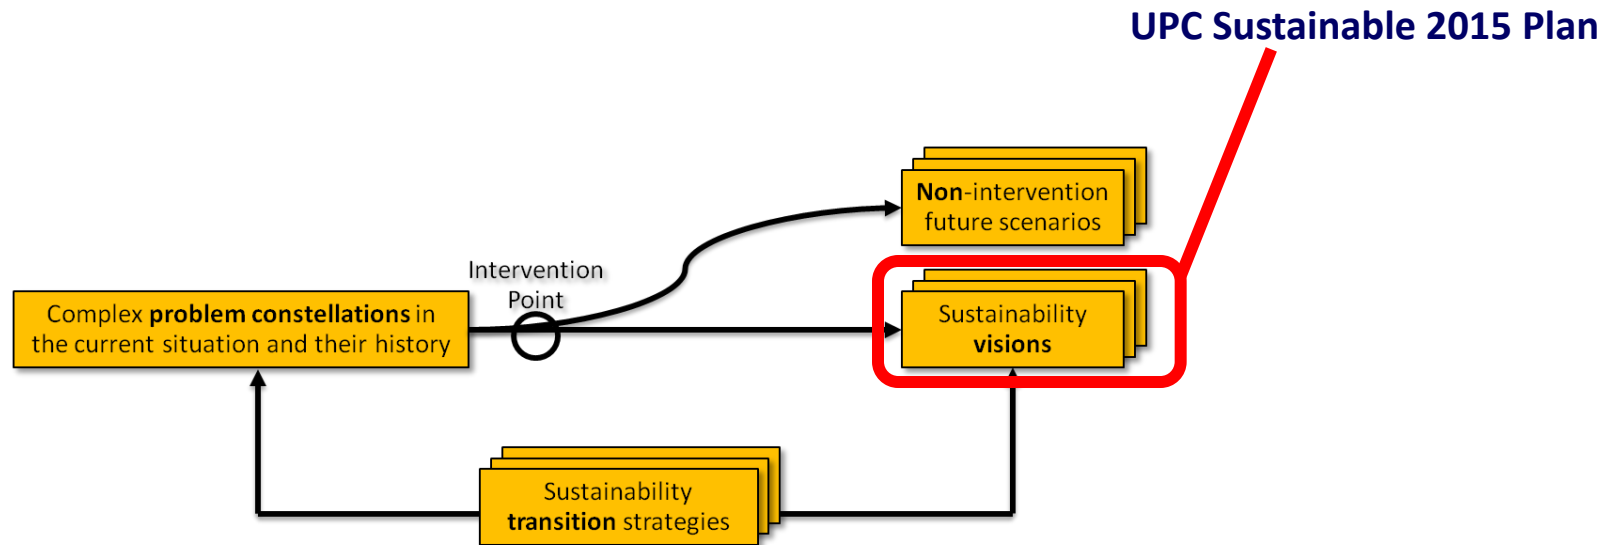 UPC Sustainable 2015 Plan
Non-intervention
future scenarios
Intervention
Point
Complex problem constellations in
the current situation and their history
Sustainability
visions
Sustainability
transition strategies